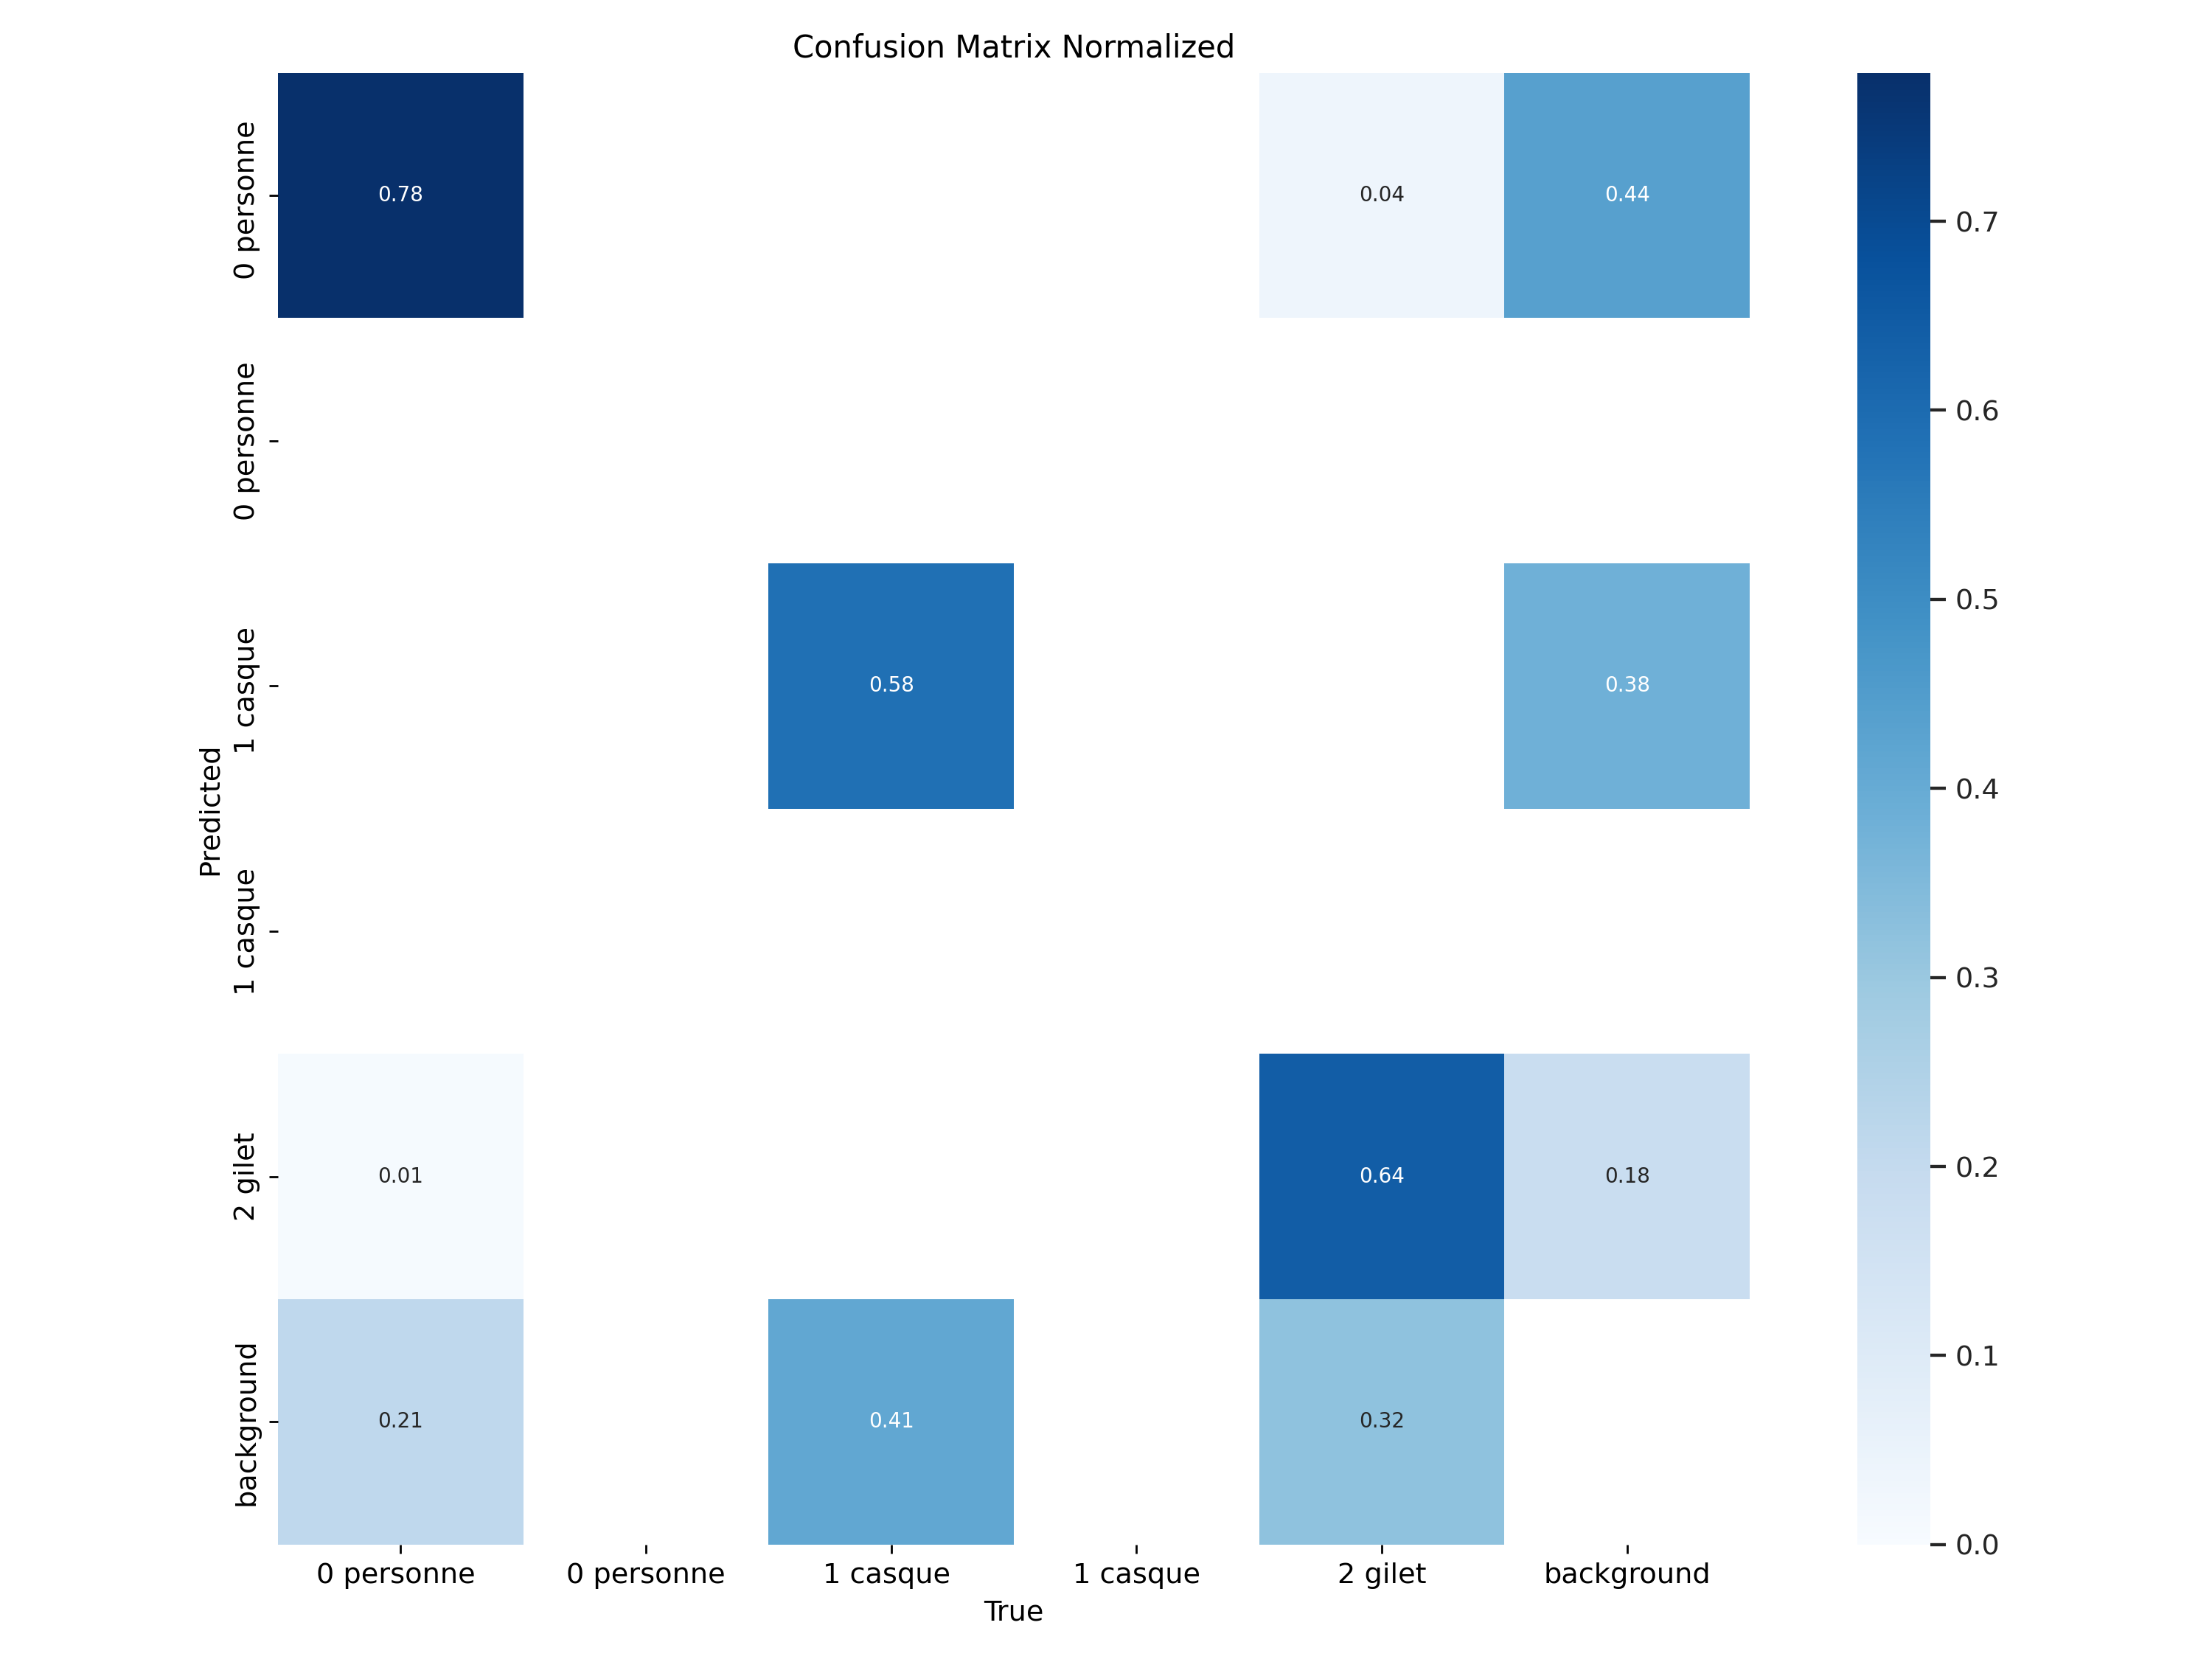 Confusion Matrix Normalized
0 personne
0.78
0.04
0.44
0 personne
1 casque
0.58
0.38
1 casque
2 gilet
0.01
0.64
0.18
background
0.21
0.41
0.32
Predicted
0 personne
0 personne
1 casque
1 casque
2 gilet
background
True
0.7
0.6
0.5
0.4
0.3
0.2
0.1
0.0